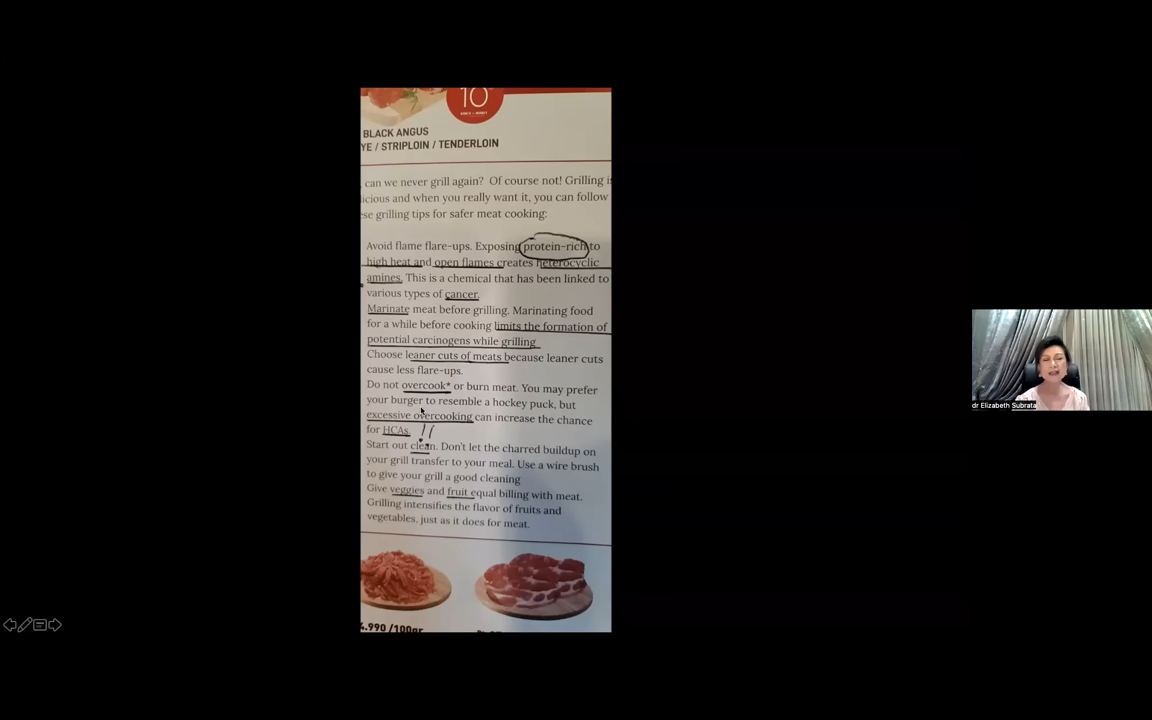 10
BLACK ANGUS
YE / STRIPLOIN / TENDERLOIN
, can we never grill again? Of course not! Grilling is
licious and when you really want it, you can follow
se grilling tips for safer meat cooking:
Avoid flame flare-ups. Exposing protein-rich to
high heat and open flames creates heterocyclic
amines. This is a chemical that has been linked to
various types of cancer.
Marinate meat before grilling. Marinating food
for a while before cooking limits the formation of
potential carcinogens while grilling
Choose leaner cuts of meats because leaner cuts
cause less flare-ups.
Do not overcook* or burn meat. You may prefer
your burger to resemble a hockey puck, but
excessive overcooking can increase the chance
for HCAs. !!
Start out clean. Don't let the charred buildup on
your grill transfer to your meal. Use a wire brush
to give your grill a good cleaning
Give veggies and fruit equal billing with meat.
Grilling intensifies the flavor of fruits and
vegetables, just as it does for meat.
4.990 /100gr
dr Elizabeth Subrata